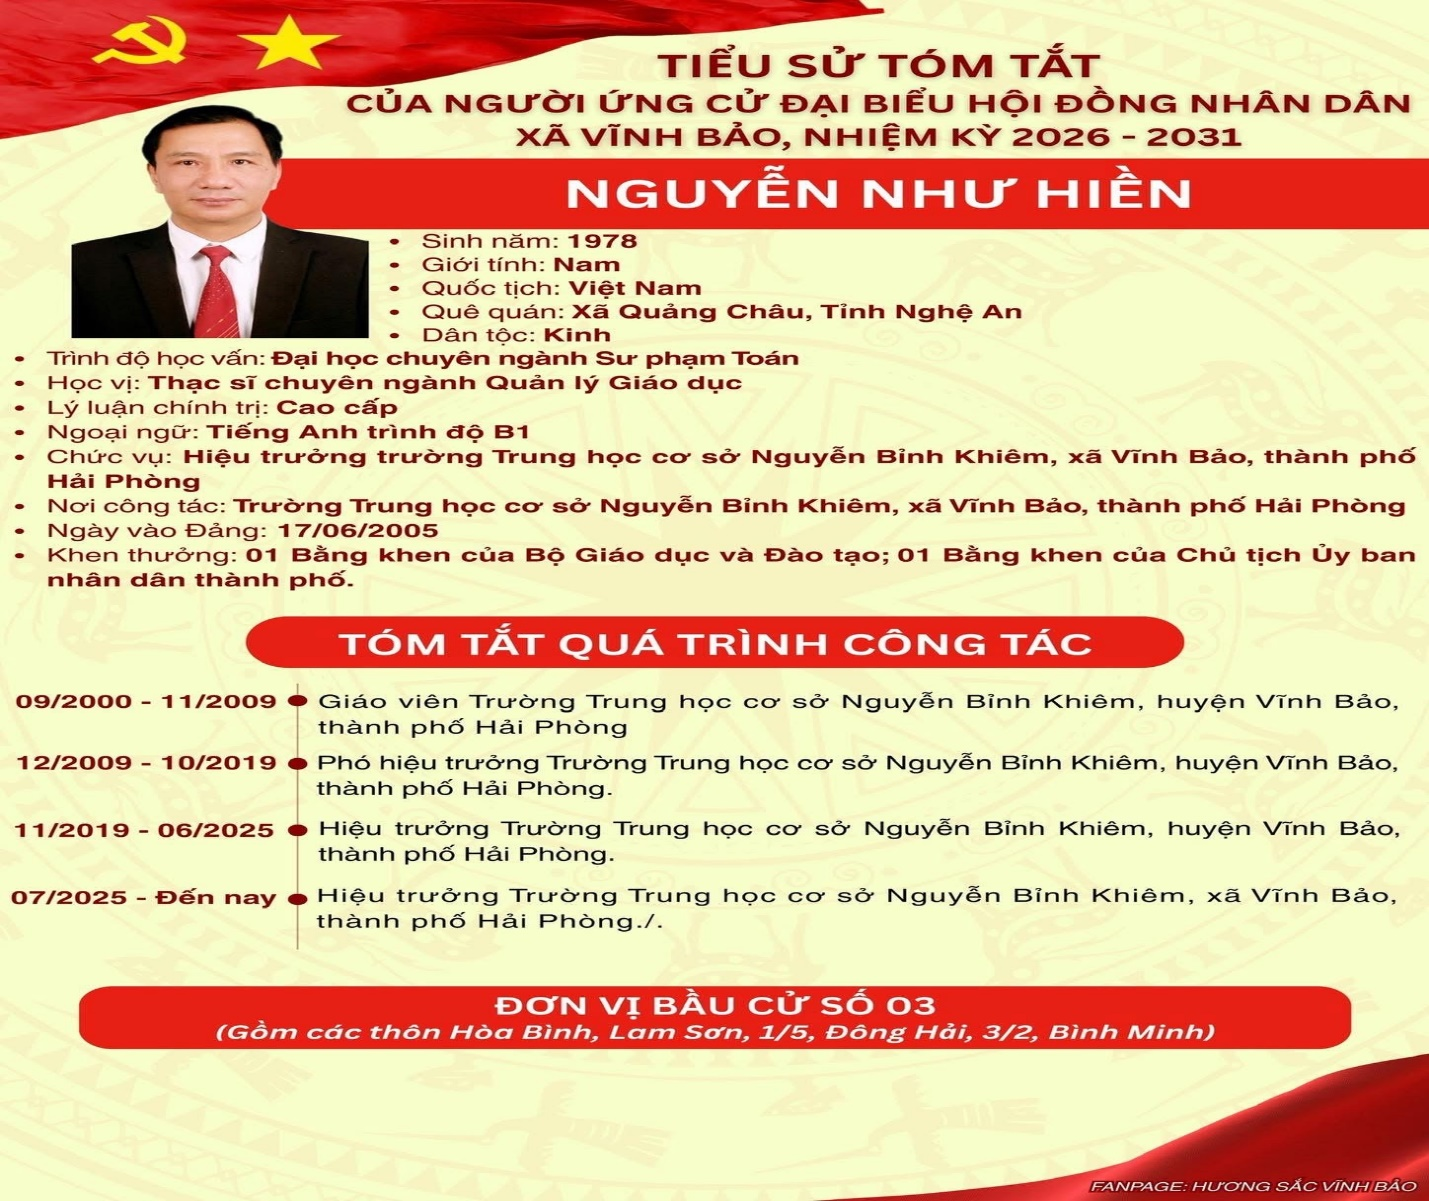 TIỂU SỬ TÓM TẮT
CỦA NGƯỜI ỨNG CỬ ĐẠI BIỂU HỘI ĐỒNG NHÂN DÂN
XÃ VĨNH BẢO, NHIỆM KỲ 2026 - 2031
NGUYỄN NHƯ HIỀN
• Sinh năm: 1978
• Giới tính: Nam
• Quốc tịch: Việt Nam
• Quê quán: Xã Quảng Châu, Tỉnh Nghệ An
• Dân tộc: Kinh
• Trình độ học vấn: Đại học chuyên ngành Sư phạm Toán
• Học vị: Thạc sĩ chuyên ngành Quản lý Giáo dục
• Lý luận chính trị: Cao cấp
• Ngoại ngữ: Tiếng Anh trình độ B1
• Chức vụ: Hiệu trưởng trường Trung học cơ sở Nguyễn Bỉnh Khiêm, xã Vĩnh Bảo, thành phố
Hải Phòng
• Nơi công tác: Trường Trung học cơ sở Nguyễn Bỉnh Khiêm, xã Vĩnh Bảo, thành phố Hải Phòng
• Ngày vào Đảng: 17/06/2005
• Khen thưởng: 01 Bằng khen của Bộ Giáo dục và Đào tạo; 01 Bằng khen của Chủ tịch Ủy ban
nhân dân thành phố.
TÓM TẮT QUÁ TRÌNH CÔNG TÁC
09/2000 - 11/2009 Giáo viên Trường Trung học cơ sở Nguyễn Bỉnh Khiêm, huyện Vĩnh Bảo,
thành phố Hải Phòng
12/2009 - 10/2019 Phó hiệu trưởng Trường Trung học cơ sở Nguyễn Bỉnh Khiêm, huyện Vĩnh Bảo,
thành phố Hải Phòng.
11/2019 - 06/2025 Hiệu trưởng Trường Trung học cơ sở Nguyễn Bỉnh Khiêm, huyện Vĩnh Bảo,
thành phố Hải Phòng.
07/2025 - Đến nay Hiệu trưởng Trường Trung học cơ sở Nguyễn Bỉnh Khiêm, xã Vĩnh Bảo,
thành phố Hải Phòng./.
ĐƠN VỊ BẦU CỬ SỐ 03
(Gồm các thôn Hòa Bình, Lam Sơn, 1/5, Đông Hải, 3/2, Bình Minh)
FANPAGE: HƯƠNG SẮC VĨNH BẢO